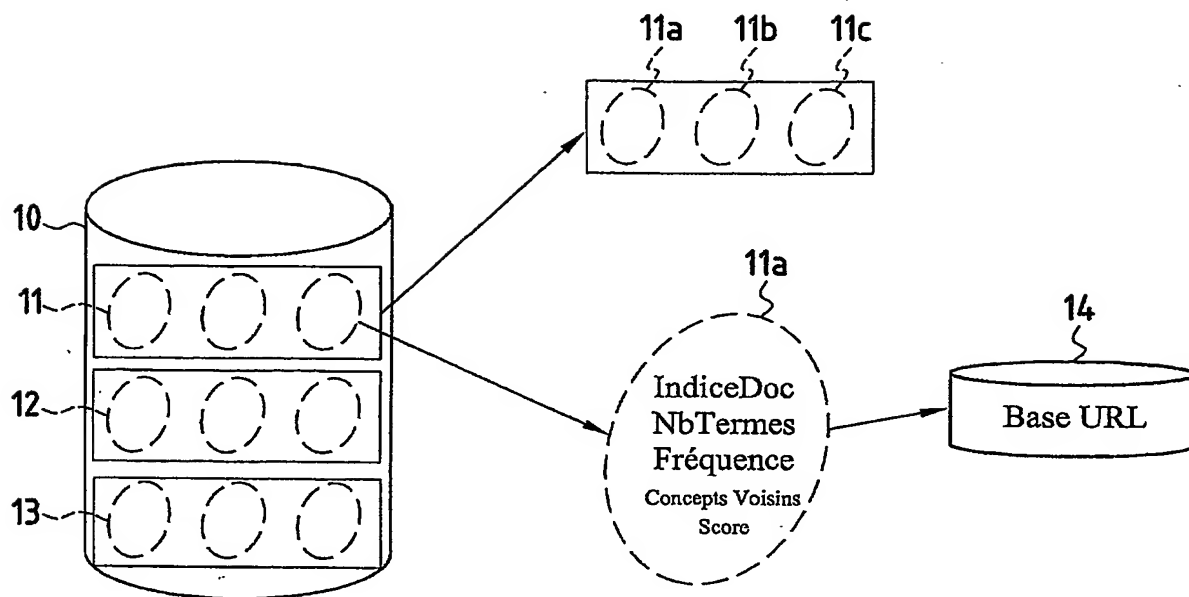 11a 11b 11c
10
11
12
13
11a
IndiceDoc
NbTermes
Fréquence
Concepts Voisins
Score
14
Base URL